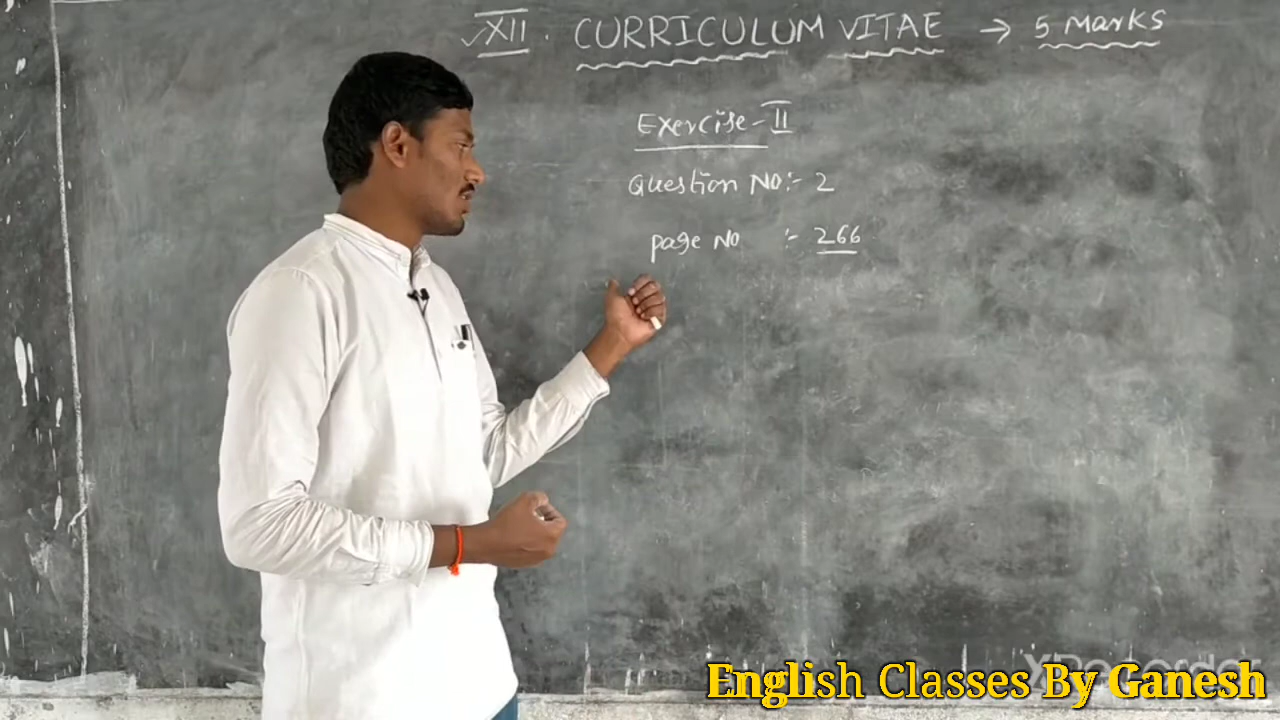 XII. CURRICULUM VITAE → 5 Marks
Exercise - II
Question No:- 2
page No :- 266
English Classes By Ganesh